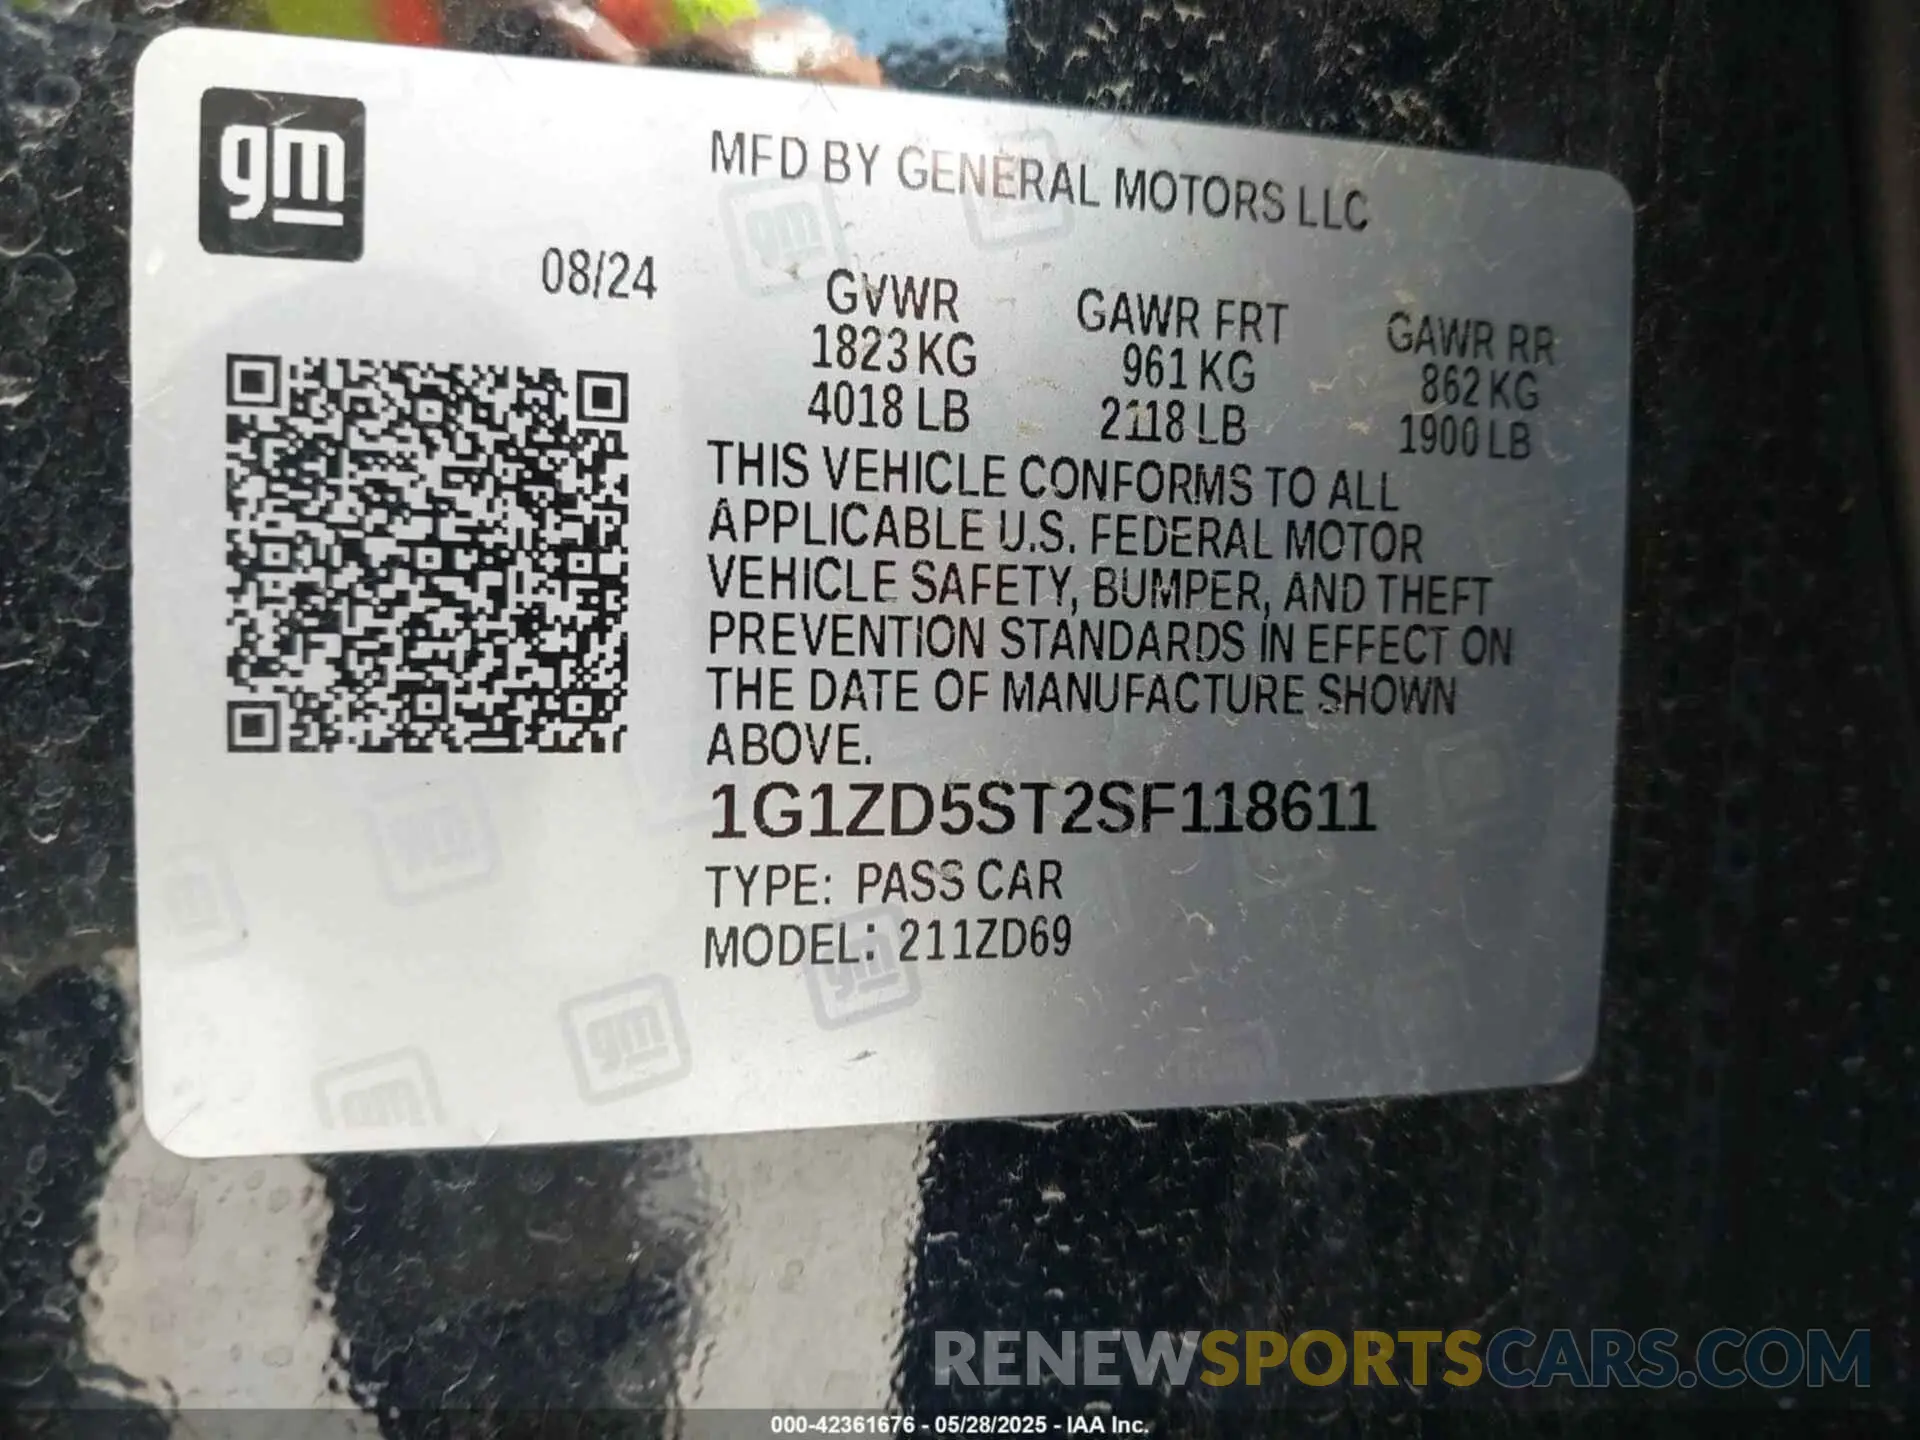 gm
MFD BY GENERAL MOTORS LLC
08/24
GVWR GAWR FRT GAWR RR
1823 KG 961 KG 862 KG
4018 LB 2118 LB 1900 LB
THIS VEHICLE CONFORMS TO ALL
APPLICABLE U.S. FEDERAL MOTOR
VEHICLE SAFETY, BUMPER, AND THEFT
PREVENTION STANDARDS IN EFFECT ON
THE DATE OF MANUFACTURE SHOWN
ABOVE.
1G1ZD5ST2SF118611
TYPE: PASS CAR
MODEL: 211ZD69
RENEWSPORTSCARS.COM
000-42361676 - 05/28/2025 - IAA Inc.